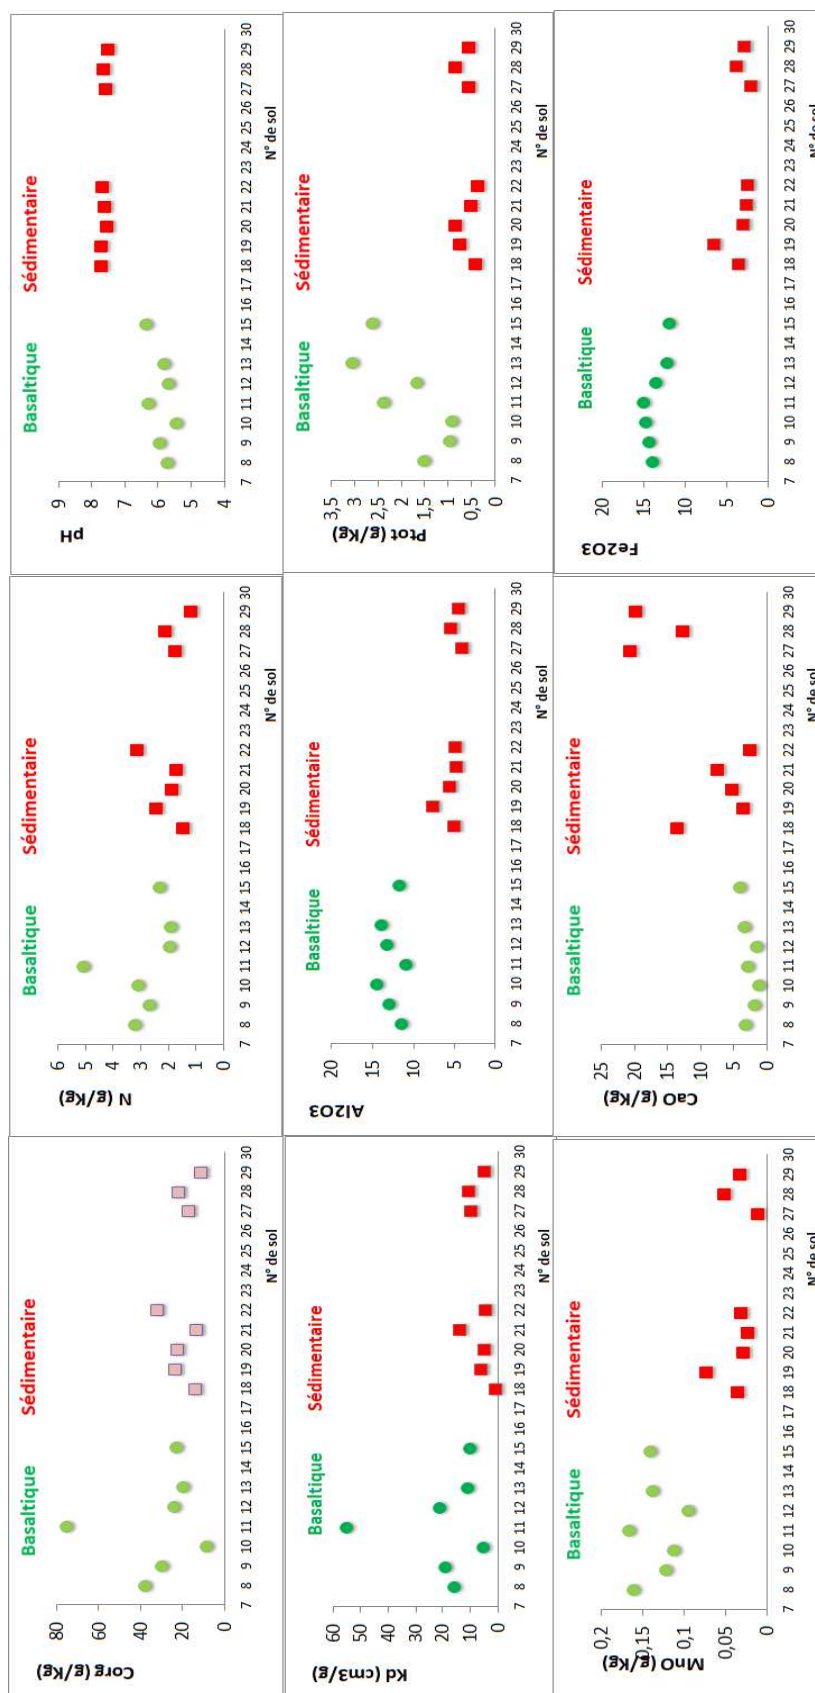 Corg (g/Kg)
Basaltique Sédimentaire
80
60
40
20
0
7 8 9 10 11 12 13 14 15 16 17 18 19 20 21 22 23 24 25 26 27 28 29 30
N° de sol
N (g/Kg)
Basaltique Sédimentaire
6
5
4
3
2
1
0
7 8 9 10 11 12 13 14 15 16 17 18 19 20 21 22 23 24 25 26 27 28 29 30
N° de sol
pH
Basaltique Sédimentaire
9
8
7
6
5
4
7 8 9 10 11 12 13 14 15 16 17 18 19 20 21 22 23 24 25 26 27 28 29 30
N° de sol
Kd (cm3/g)
Basaltique Sédimentaire
60
50
40
30
20
10
0
7 8 9 10 11 12 13 14 15 16 17 18 19 20 21 22 23 24 25 26 27 28 29 30
N° de sol
Al2O3
Basaltique Sédimentaire
20
15
10
5
0
7 8 9 10 11 12 13 14 15 16 17 18 19 20 21 22 23 24 25 26 27 28 29 30
N° de sol
Ptot (g/Kg)
Basaltique Sédimentaire
3,5
3
2,5
2
1,5
1
0,5
0
7 8 9 10 11 12 13 14 15 16 17 18 19 20 21 22 23 24 25 26 27 28 29 30
N° de sol
MnO (g/Kg)
Basaltique Sédimentaire
0,2
0,15
0,1
0,05
0
7 8 9 10 11 12 13 14 15 16 17 18 19 20 21 22 23 24 25 26 27 28 29 30
N° de sol
CaO (g/Kg)
Basaltique Sédimentaire
25
20
15
10
5
0
7 8 9 10 11 12 13 14 15 16 17 18 19 20 21 22 23 24 25 26 27 28 29 30
N° de sol
Fe2O3
Basaltique Sédimentaire
20
15
10
5
0
7 8 9 10 11 12 13 14 15 16 17 18 19 20 21 22 23 24 25 26 27 28 29 30
N° de sol